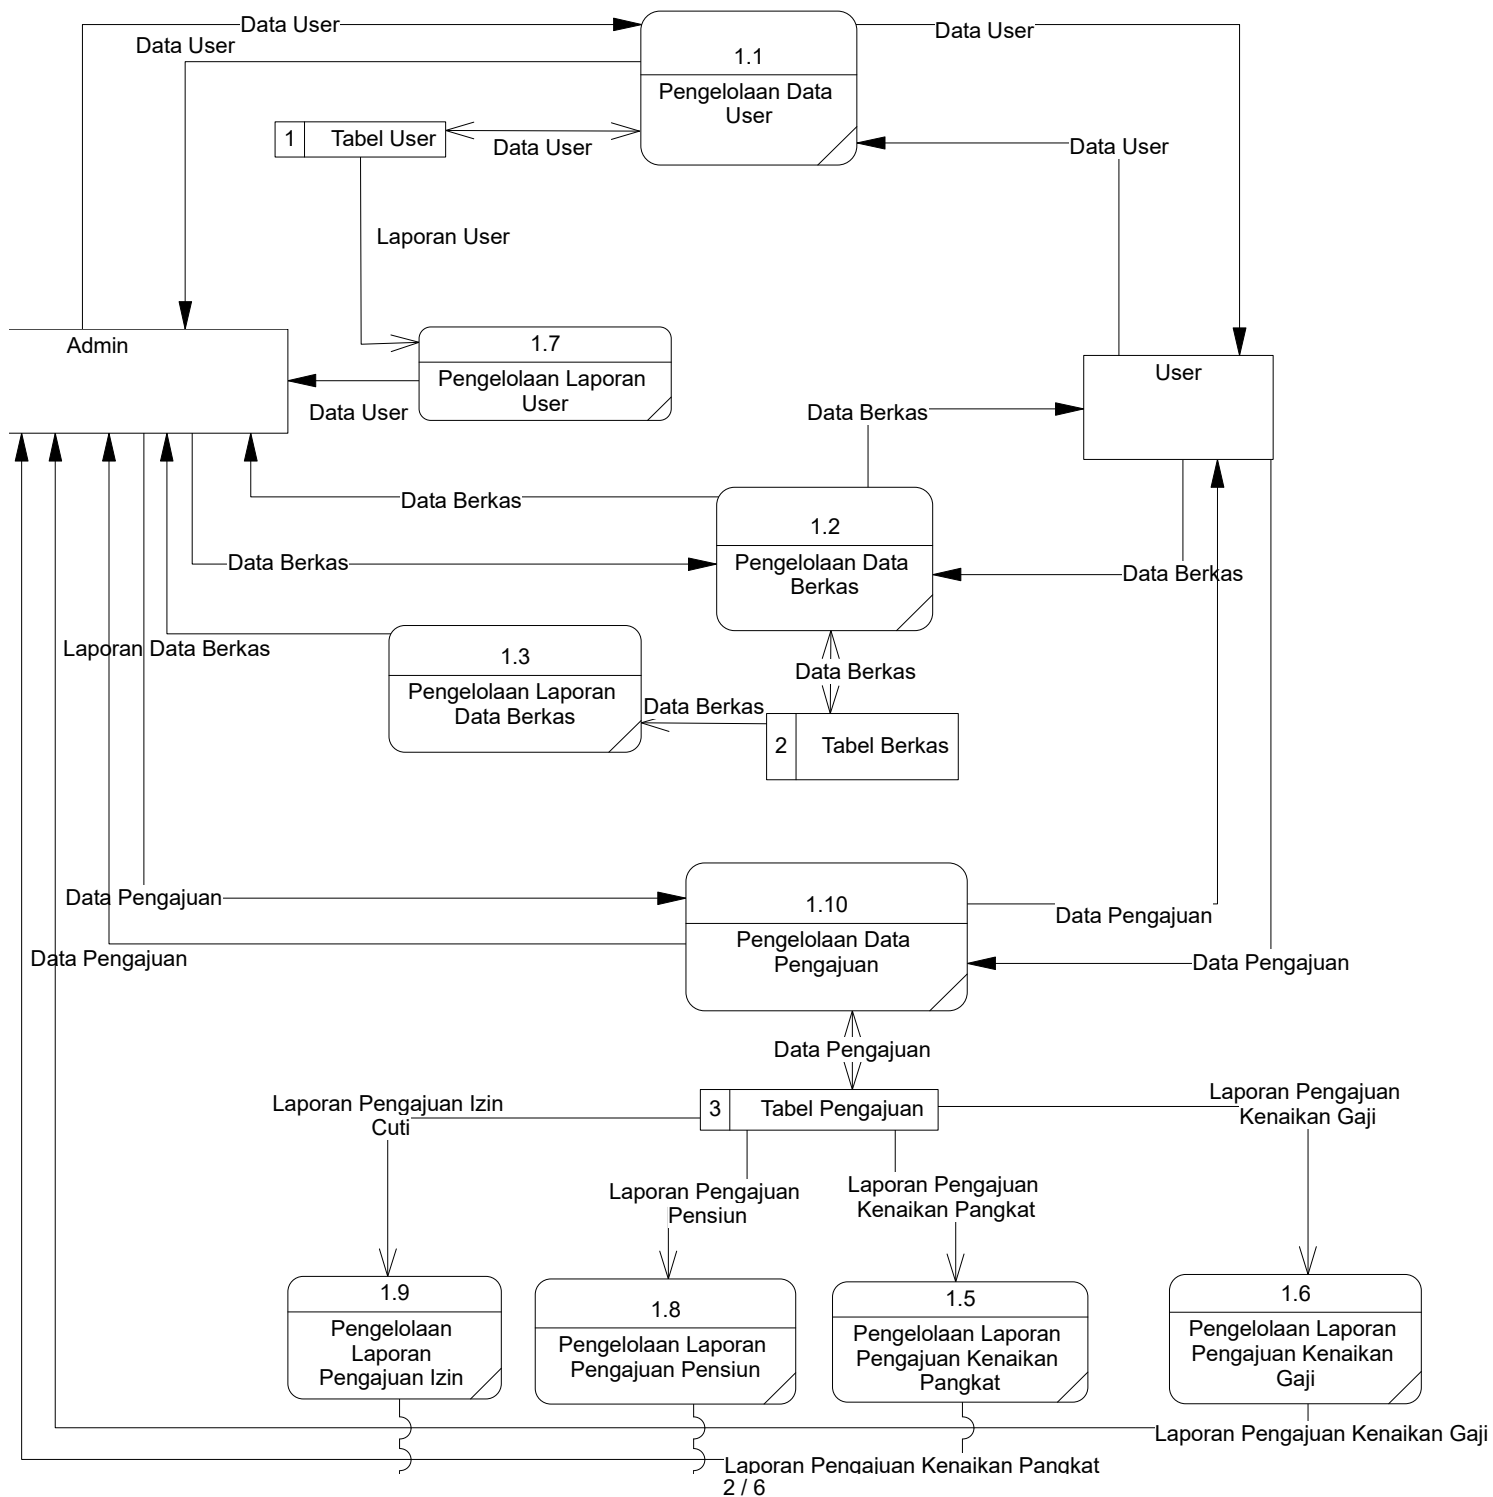 Data User
Data User
Data User
1.1
Pengelolaan Data
User
1
Tabel User
Data User
Data User
Laporan User
Admin
1.7
Pengelolaan Laporan
User
Data User
User
Data Berkas
Data Berkas
1.2
Pengelolaan Data
Berkas
Data Berkas
Data Berkas
Laporan Data Berkas
1.3
Pengelolaan Laporan
Data Berkas
Data Berkas
Data Berkas
2
Tabel Berkas
Data Pengajuan
1.10
Pengelolaan Data
Pengajuan
Data Pengajuan
Data Pengajuan
Data Pengajuan
Data Pengajuan
Laporan Pengajuan Izin
Cuti
3
Tabel Pengajuan
Laporan Pengajuan
Kenaikan Gaji
Laporan Pengajuan
Pensiun
Laporan Pengajuan
Kenaikan Pangkat
1.9
Pengelolaan
Laporan
Pengajuan Izin
1.8
Pengelolaan Laporan
Pengajuan Pensiun
1.5
Pengelolaan Laporan
Pengajuan Kenaikan
Pangkat
1.6
Pengelolaan Laporan
Pengajuan Kenaikan
Gaji
Laporan Pengajuan Kenaikan Gaji
Laporan Pengajuan Kenaikan Pangkat
2 / 6